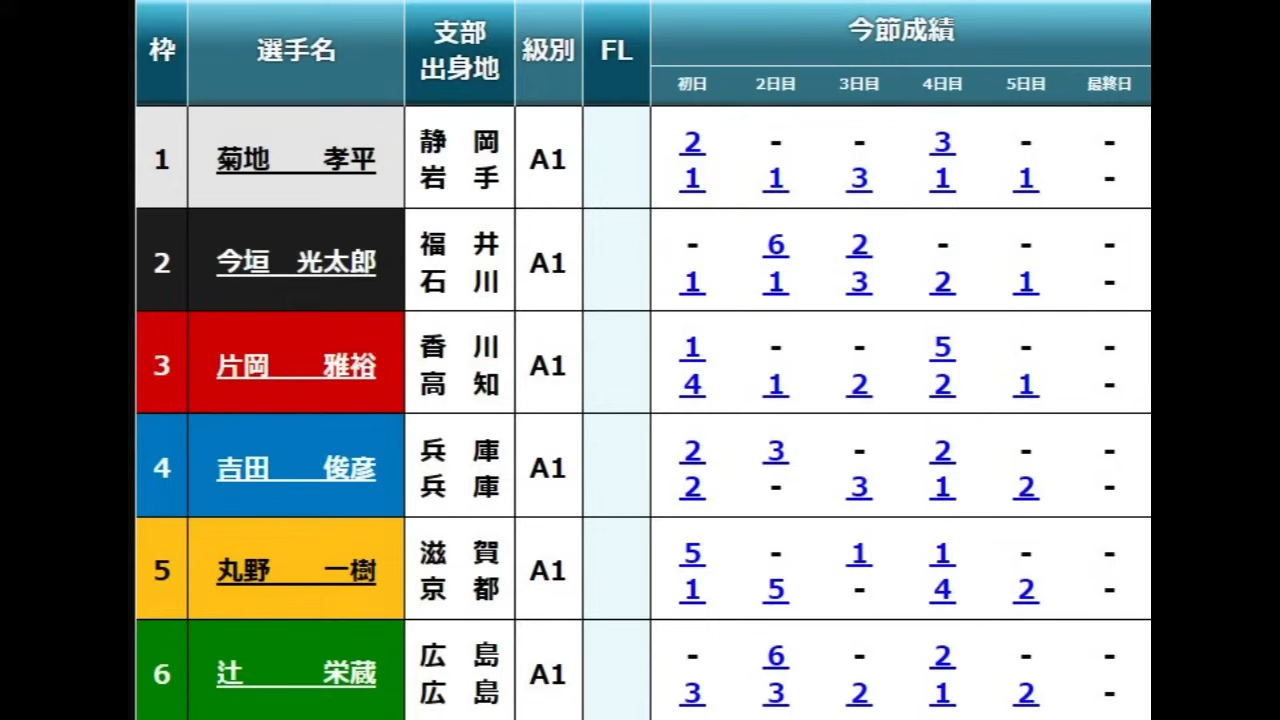 枠 選手名 支部 出身地 級別 FL 今節成績
初日 2日目 3日目 4日目 5日目 最終日
1 菊地 孝平 静岡 A1 2 - - 3 - -
岩手 1 1 3 1 1 -
2 今垣 光太郎 福井 A1 - 6 2 - - -
石川 1 1 3 2 1 -
3 片岡 雅裕 香川 A1 1 - - 5 - -
高知 4 1 2 2 1 -
4 吉田 俊彦 兵庫 A1 2 3 - 2 - -
兵庫 2 - 3 1 2 -
5 丸野 一樹 滋賀 A1 5 - 1 1 - -
京都 1 5 - 4 2 -
6 辻 栄蔵 広島 A1 - 6 - 2 - -
広島 3 3 2 1 2 -